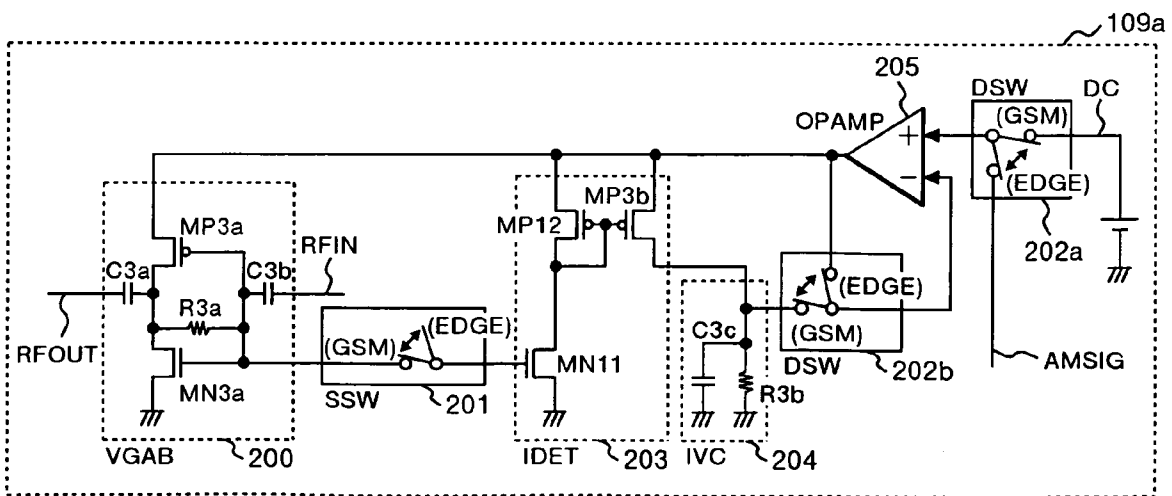 109a
205
DSW
DC
OPAMP
(GSM)
+
−
(EDGE)
202a
MP3a
MP12
MP3b
RFIN
C3a
C3b
R3a
RFOUT
MN3a
(GSM)
(EDGE)
SSW
201
MN11
C3c
R3b
(EDGE)
(GSM)
DSW
202b
AMSIG
VGAB
200
IDET
203
IVC
204